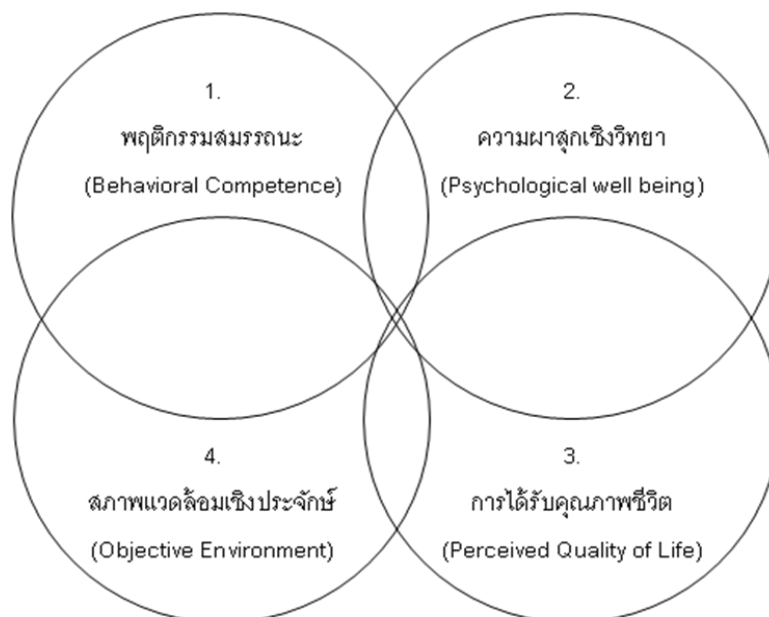 1.
พฤติกรรมสมรรถนะ
(Behavioral Competence)
2.
ความผาสุกเชิงวิทยา
(Psychological well being)
4.
สภาพแวดล้อมเชิงประจักษ์
(Objective Environment)
3.
การได้รับคุณภาพชีวิต
(Perceived Quality of Life)